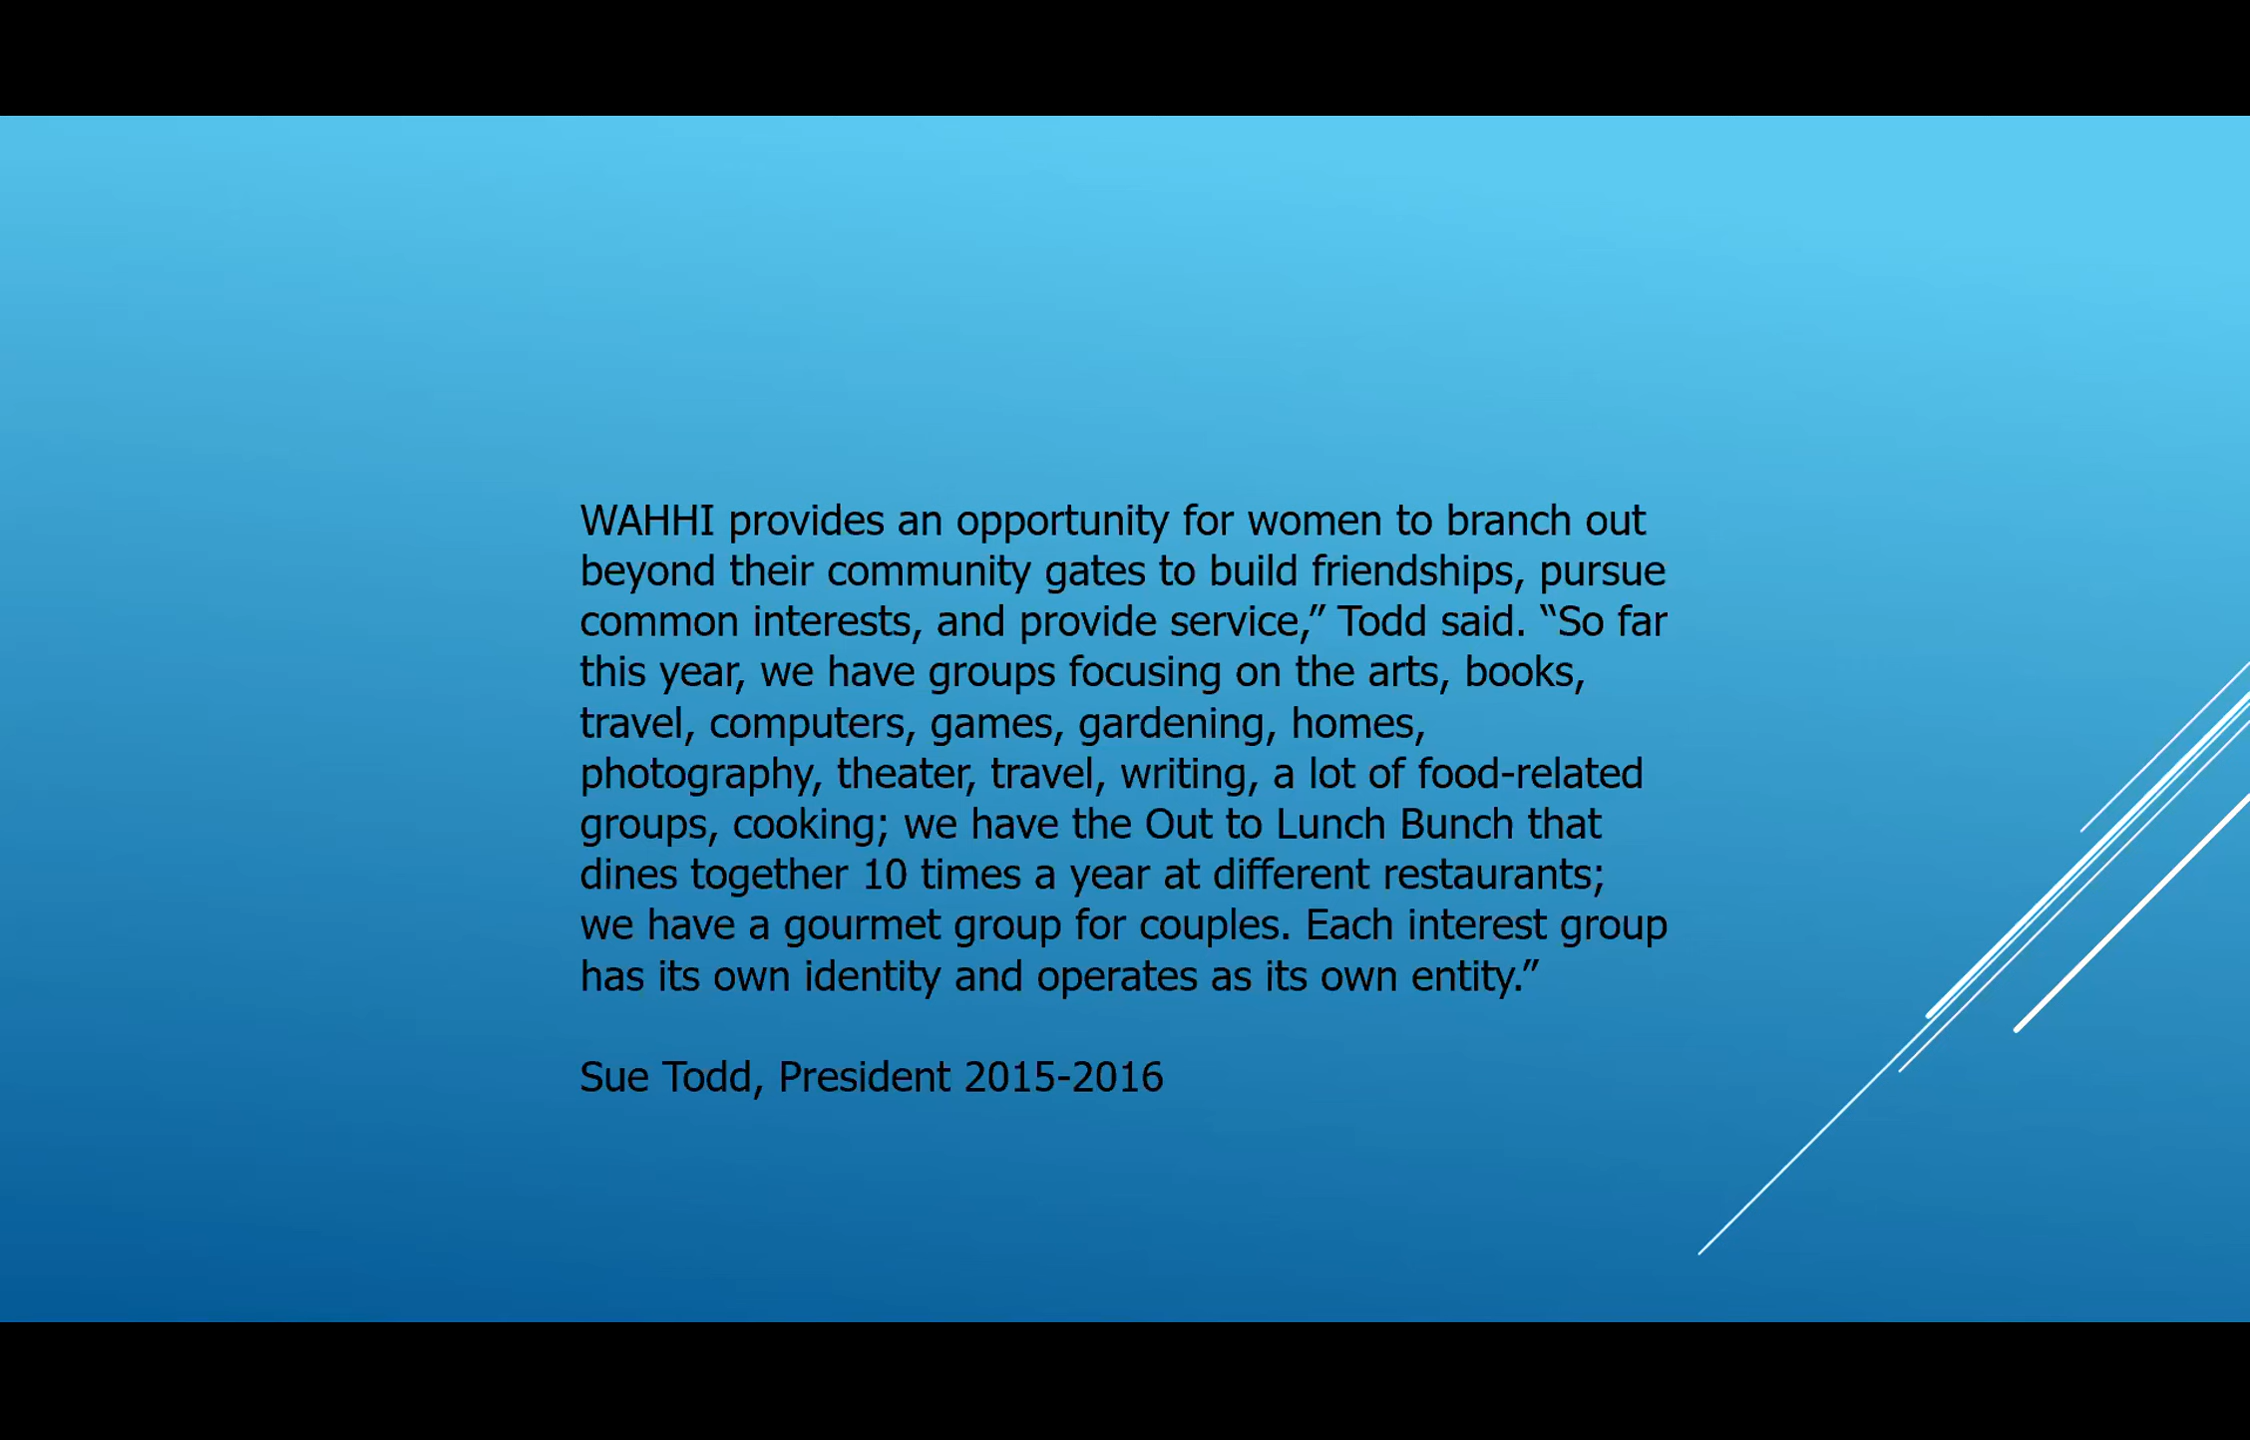 WAHHI provides an opportunity for women to branch out
beyond their community gates to build friendships, pursue
common interests, and provide service,” Todd said. “So far
this year, we have groups focusing on the arts, books,
travel, computers, games, gardening, homes,
photography, theater, travel, writing, a lot of food-related
groups, cooking; we have the Out to Lunch Bunch that
dines together 10 times a year at different restaurants;
we have a gourmet group for couples. Each interest group
has its own identity and operates as its own entity.”
Sue Todd, President 2015-2016